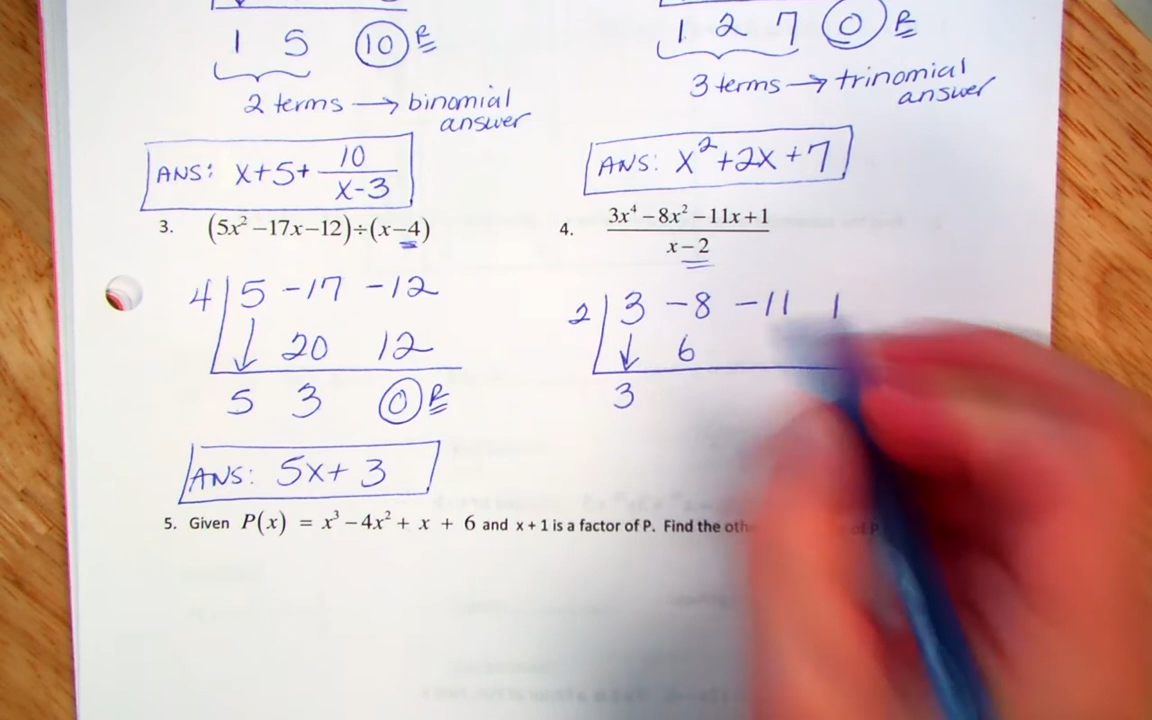 1 5 10 R
2 terms → binomial
answer
ANS: x+5+ 10/(x-3)
1 2 7 0 R
3 terms → trinomial
answer
ANS: x²+2x+7
3. (5x²−17x−12)÷(x−4)
4 5 -17 -12
20 12
5 3 0 R
ANS: 5x+3
4. (3x⁴−8x²−11x+1)/(x−2)
2 3 -8 -11 1
6
3
5. Given P(x) = x³−4x²+ x + 6 and x + 1 is a factor of P. Find the